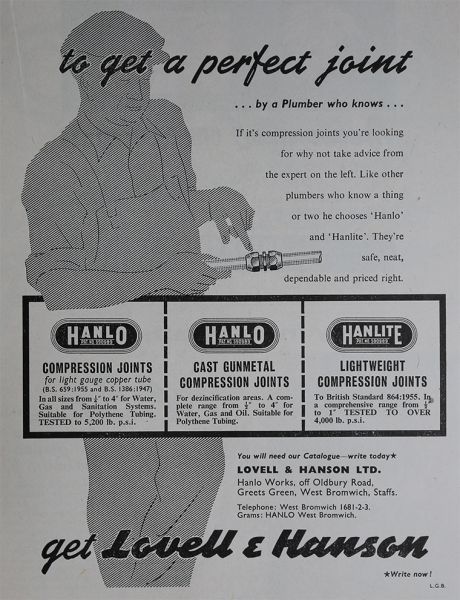 to get a perfect joint
... by a Plumber who knows ...
If it's compression joints you're looking
for why not take advice from
the expert on the left. Like other
plumbers who know a thing
or two he chooses 'Hanlo'
and 'Hanlite'. They're
safe, neat,
dependable and priced right.
HANLO
COMPRESSION JOINTS
for light gauge copper tube
(B.S. 659:1955 and B.S. 1386:1947)
In all sizes from ¼" to 4" for Water,
Gas and Sanitation Systems.
Suitable for Polythene Tubing.
TESTED to 5,200 lb. p.s.i.
HANLO
CAST GUNMETAL
COMPRESSION JOINTS
For dezincification areas. A com-
plete range from ½" to 4" for
Water, Gas and Oil. Suitable for
Polythene Tubing.
HANLITE
LIGHTWEIGHT
COMPRESSION JOINTS
To British Standard 864:1955. In
a comprehensive range from
to 1" TESTED TO OVER
4,000 lb. p.s.i.
You will need our Catalogue—write today★
LOVELL & HANSON LTD.
Hanlo Works, off Oldbury Road,
Greets Green, West Bromwich, Staffs.
Telephone: West Bromwich 1681-2-3.
Grams: HANLO West Bromwich.
get Lovell & Hanson
★Write now!
L.G.B.